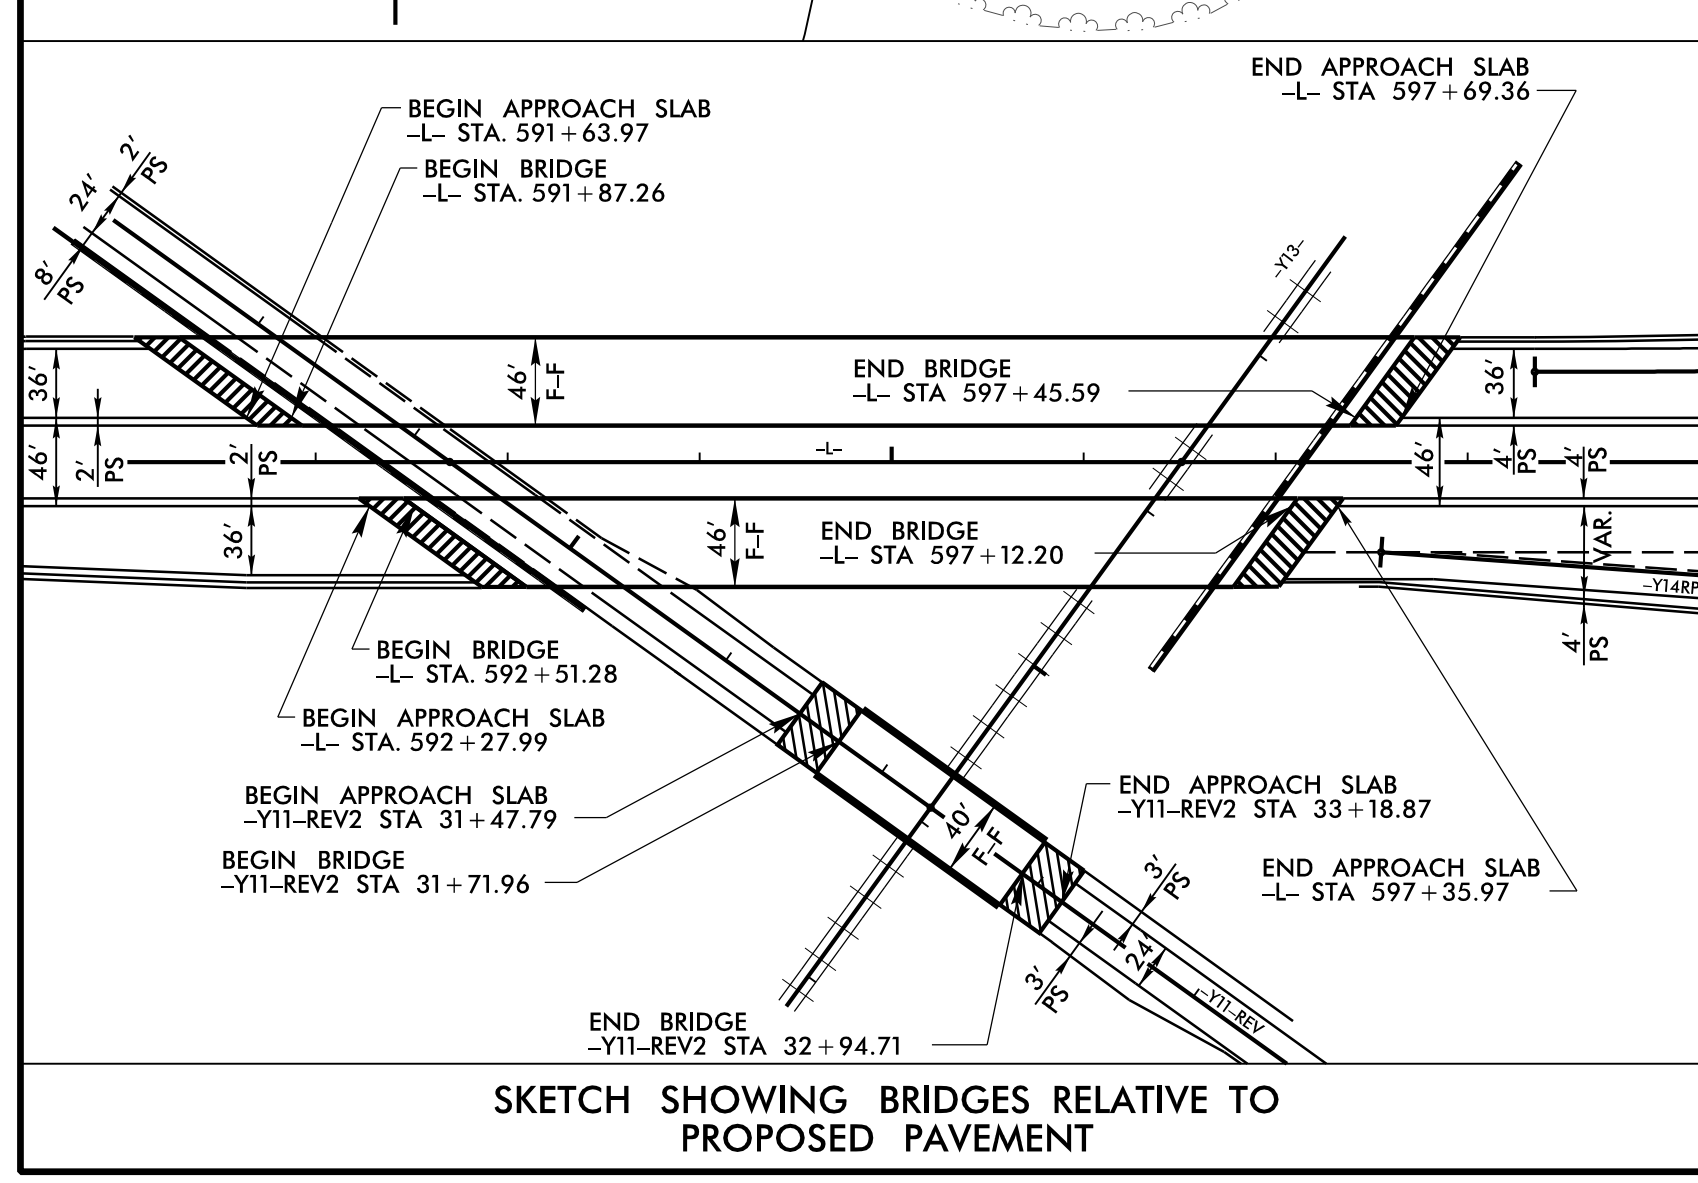 END APPROACH SLAB
–L– STA 597+69.36
BEGIN APPROACH SLAB
–L– STA. 591+63.97
BEGIN BRIDGE
–L– STA. 591+87.26
2'
PS
24'
8'
PS
–Y13–
36'
46'
F–F
END BRIDGE
–L– STA 597+45.59
36'
46'
2'
PS
2'
PS
–L–
46'
4'
PS
4'
PS
36'
46'
F–F
END BRIDGE
–L– STA 597+12.20
VAR.
–Y14RP
4'
PS
BEGIN BRIDGE
–L– STA. 592+51.28
BEGIN APPROACH SLAB
–L– STA. 592+27.99
BEGIN APPROACH SLAB
–Y11–REV2 STA 31+47.79
BEGIN BRIDGE
–Y11–REV2 STA 31+71.96
40'
F–F
END APPROACH SLAB
–Y11–REV2 STA 33+18.87
END APPROACH SLAB
–L– STA 597+35.97
3'
PS
24'
3'
PS
–Y11–REV
END BRIDGE
–Y11–REV2 STA 32+94.71
SKETCH SHOWING BRIDGES RELATIVE TO
PROPOSED PAVEMENT